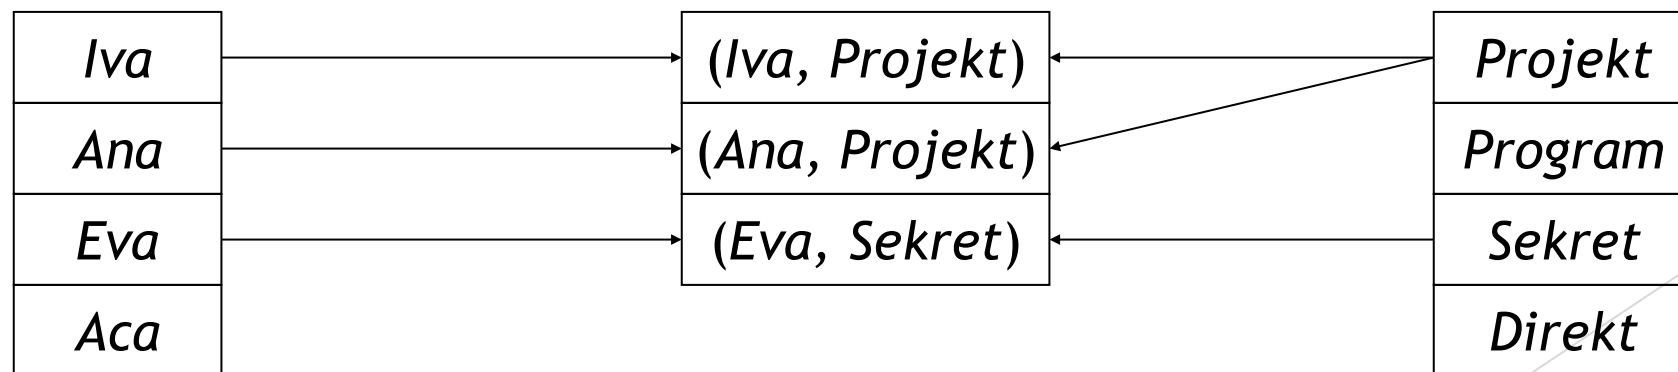 Iva (Iva, Projekt) Projekt
Ana (Ana, Projekt) Program
Eva (Eva, Sekret) Sekret
Aca Direkt